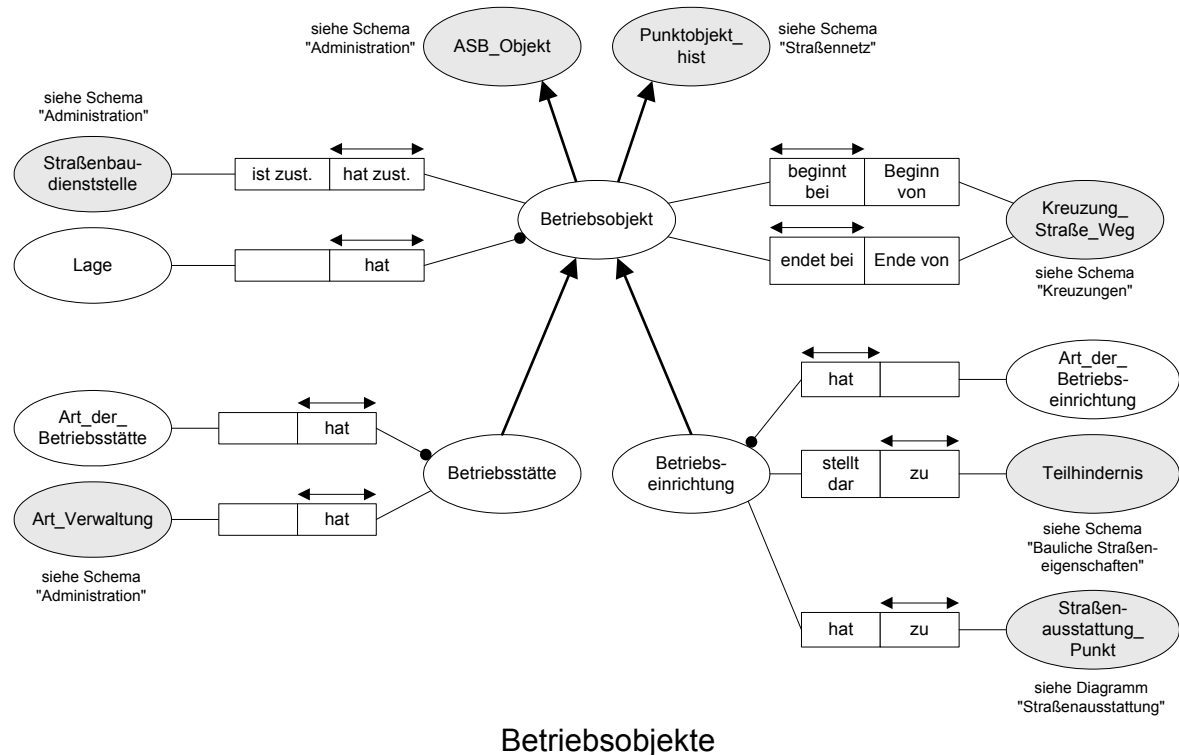 siehe Schema
"Administration"
ASB_Objekt
Punktobjekt_
hist
siehe Schema
"Straßennetz"
siehe Schema
"Administration"
Straßenbau-
dienststelle
ist zust.
hat zust.
beginnt
bei
Beginn
von
Betriebsobjekt
Kreuzung_
Straße_Weg
Lage
hat
endet bei
Ende von
siehe Schema
"Kreuzungen"
Art_der_
Betriebsstätte
hat
hat
Art_der_
Betriebs-
einrichtung
Betriebsstätte
Betriebs-
einrichtung
stellt
dar
zu
Teilhindernis
Art_Verwaltung
hat
siehe Schema
"Bauliche Straßen-
eigenschaften"
siehe Schema
"Administration"
hat
zu
Straßen-
ausstattung_
Punkt
siehe Diagramm
"Straßenausstattung"
Betriebsobjekte